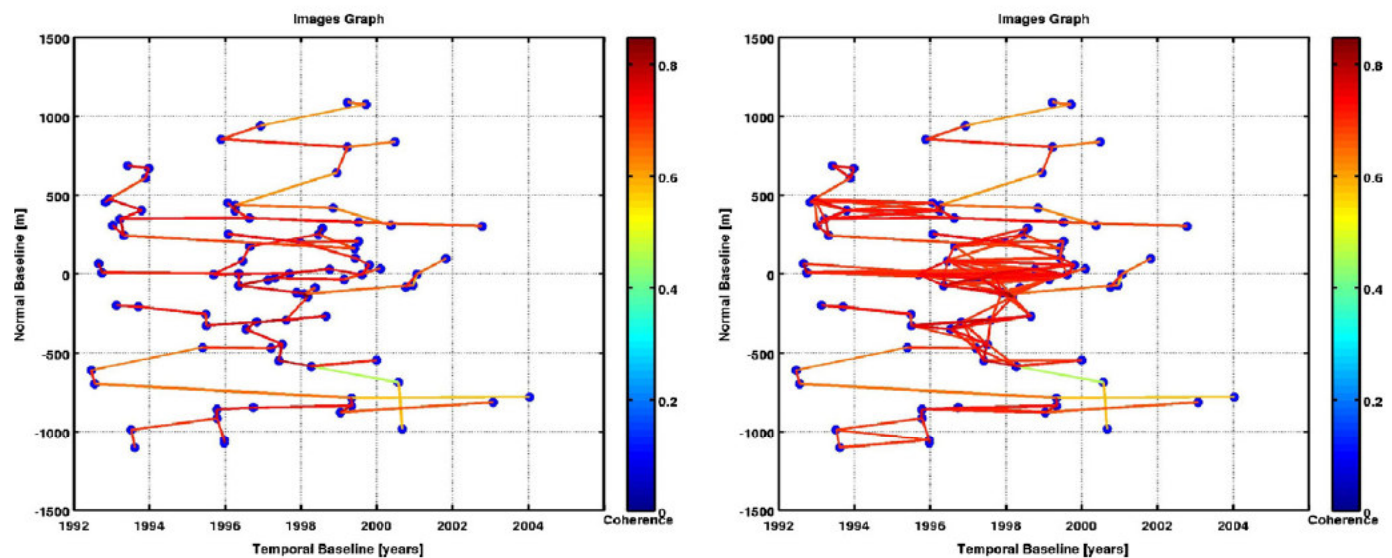 Images Graph
1500
1000
500
0
-500
-1000
-1500
Normal Baseline [m]
1992 1994 1996 1998 2000 2002 2004
Temporal Baseline [years]
0.8
0.6
0.4
0.2
0
Coherence
Images Graph
1500
1000
500
0
-500
-1000
-1500
Normal Baseline [m]
1992 1994 1996 1998 2000 2002 2004
Temporal Baseline [years]
0.8
0.6
0.4
0.2
0
Coherence